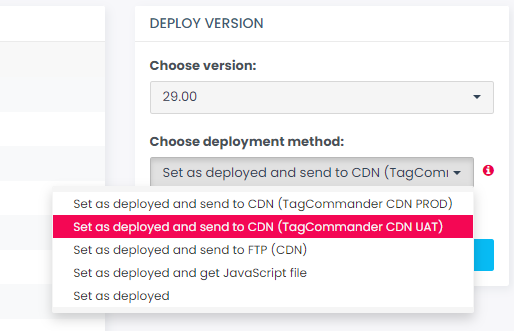 DEPLOY VERSION
Choose version:
29.00
Choose deployment method:
Set as deployed and send to CDN (TagComm
Set as deployed and send to CDN (TagCommander CDN PROD)
Set as deployed and send to CDN (TagCommander CDN UAT)
Set as deployed and send to FTP (CDN)
Set as deployed and get JavaScript file
Set as deployed